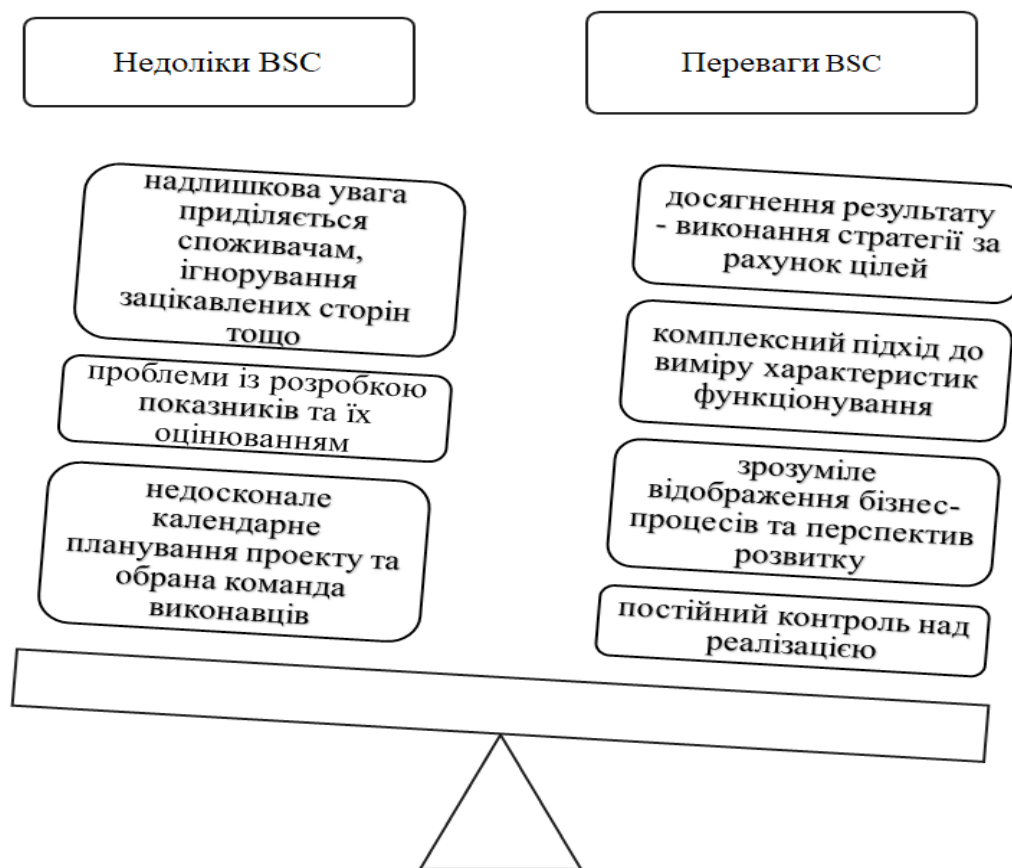 Недоліки BSC
Переваги BSC
надлишкова увага
приділяється
споживачам,
ігнорування
зацікавлених сторін
тощо
проблеми із розробкою
показників та їх
оцінюванням
недосконале
календарне
планування проекту та
обрана команда
виконавців
досягнення результату
- виконання стратегії за
рахунок цілей
комплексний підхід до
виміру характеристик
функціонування
зрозуміле
відображення бізнес-
процесів та перспектив
розвитку
постійний контроль над
реалізацією